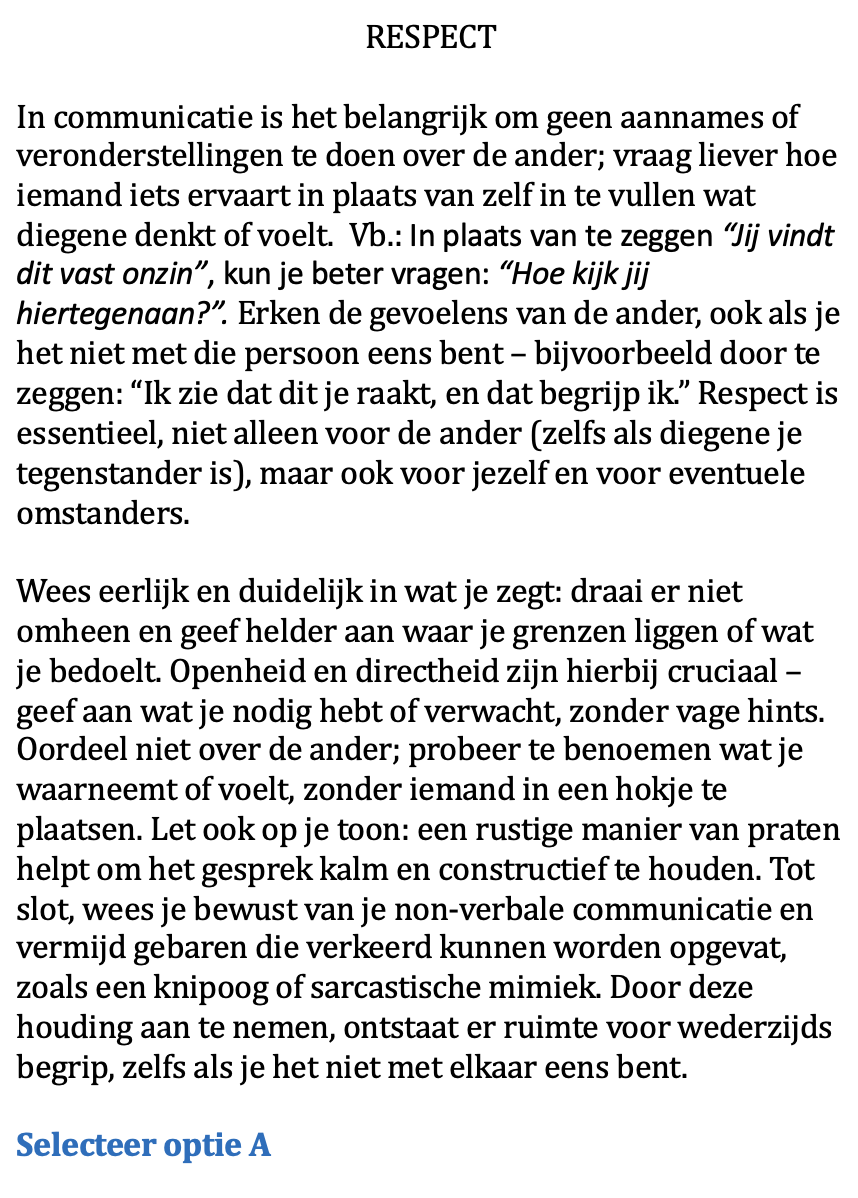 RESPECT
In communicatie is het belangrijk om geen aannames of
veronderstellingen te doen over de ander; vraag liever hoe
iemand iets ervaart in plaats van zelf in te vullen wat
diegene denkt of voelt.  Vb.: In plaats van te zeggen “Jij vindt
dit vast onzin”, kun je beter vragen: “Hoe kijk jij
hiertegenaan?”. Erken de gevoelens van de ander, ook als je
het niet met die persoon eens bent – bijvoorbeeld door te
zeggen: “Ik zie dat dit je raakt, en dat begrijp ik.” Respect is
essentieel, niet alleen voor de ander (zelfs als diegene je
tegenstander is), maar ook voor jezelf en voor eventuele
omstanders.
Wees eerlijk en duidelijk in wat je zegt: draai er niet
omheen en geef helder aan waar je grenzen liggen of wat
je bedoelt. Openheid en directheid zijn hierbij cruciaal –
geef aan wat je nodig hebt of verwacht, zonder vage hints.
Oordeel niet over de ander; probeer te benoemen wat je
waarneemt of voelt, zonder iemand in een hokje te
plaatsen. Let ook op je toon: een rustige manier van praten
helpt om het gesprek kalm en constructief te houden. Tot
slot, wees je bewust van je non-verbale communicatie en
vermijd gebaren die verkeerd kunnen worden opgevat,
zoals een knipoog of sarcastische mimiek. Door deze
houding aan te nemen, ontstaat er ruimte voor wederzijds
begrip, zelfs als je het niet met elkaar eens bent.
Selecteer optie A